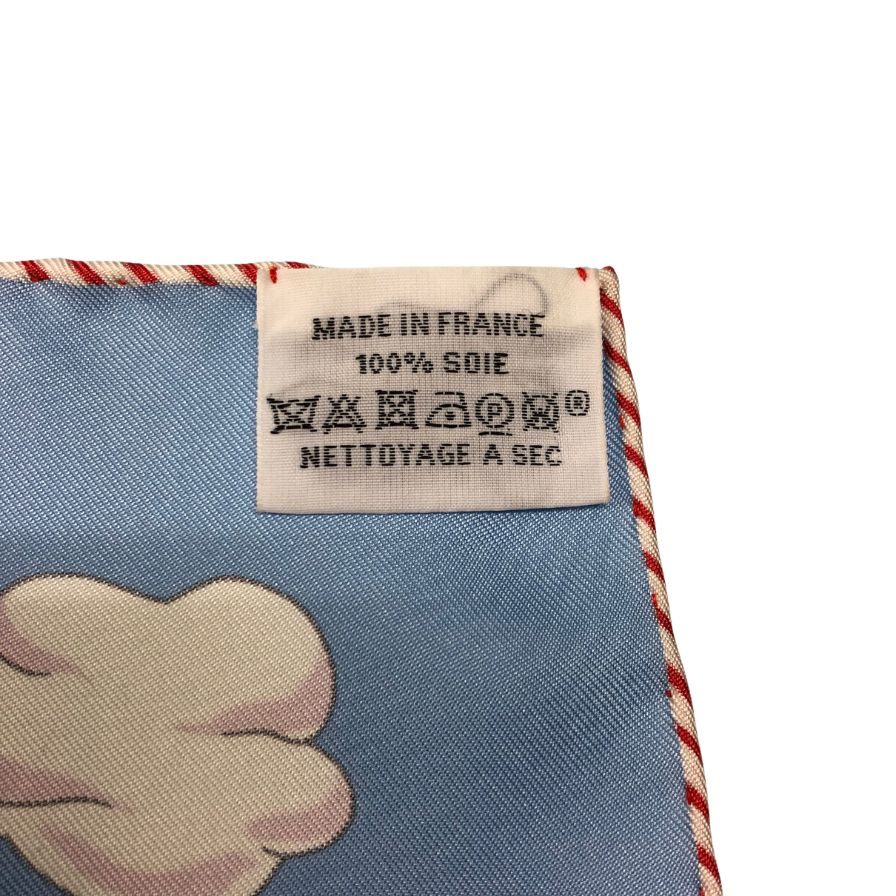 MADE IN FRANCE
100% SOIE
P W ®
NETTOYAGE A SEC